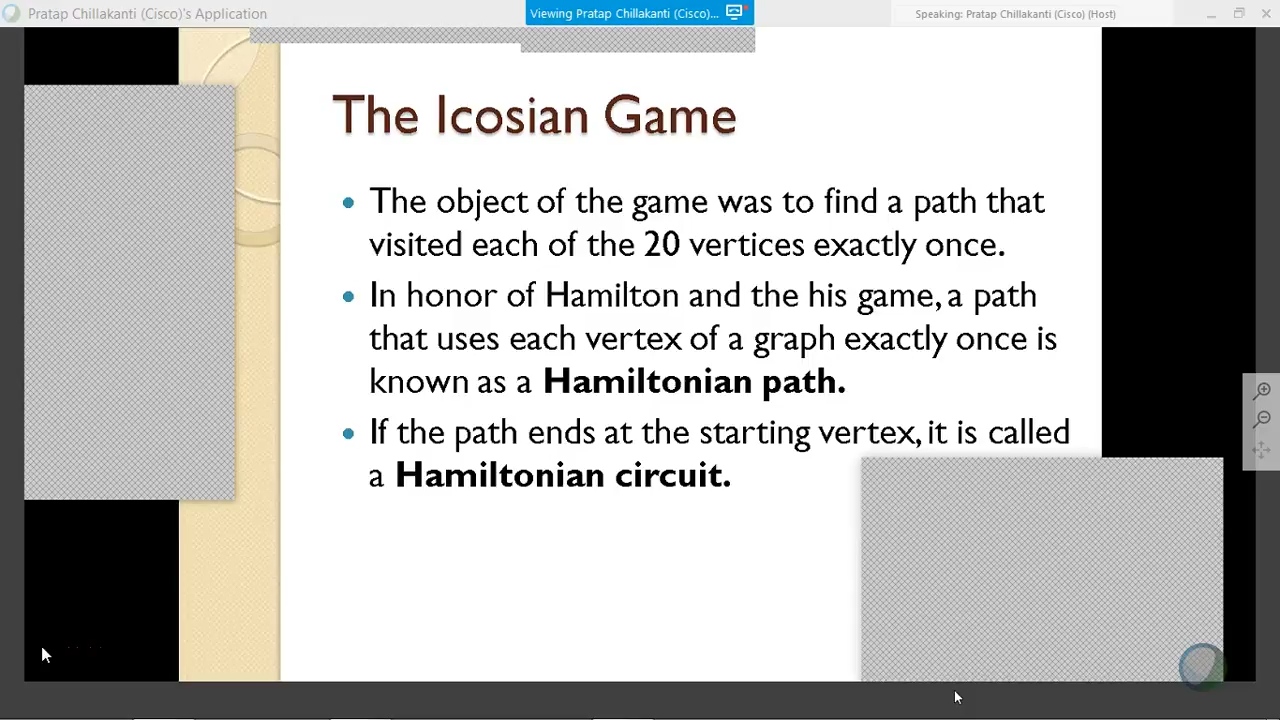 Pratap Chillakanti (Cisco)'s Application
Viewing Pratap Chillakanti (Cisco)...
Speaking: Pratap Chillakanti (Cisco) (Host)
The Icosian Game
• The object of the game was to find a path that
visited each of the 20 vertices exactly once.
• In honor of Hamilton and the his game, a path
that uses each vertex of a graph exactly once is
known as a Hamiltonian path.
• If the path ends at the starting vertex, it is called
a Hamiltonian circuit.